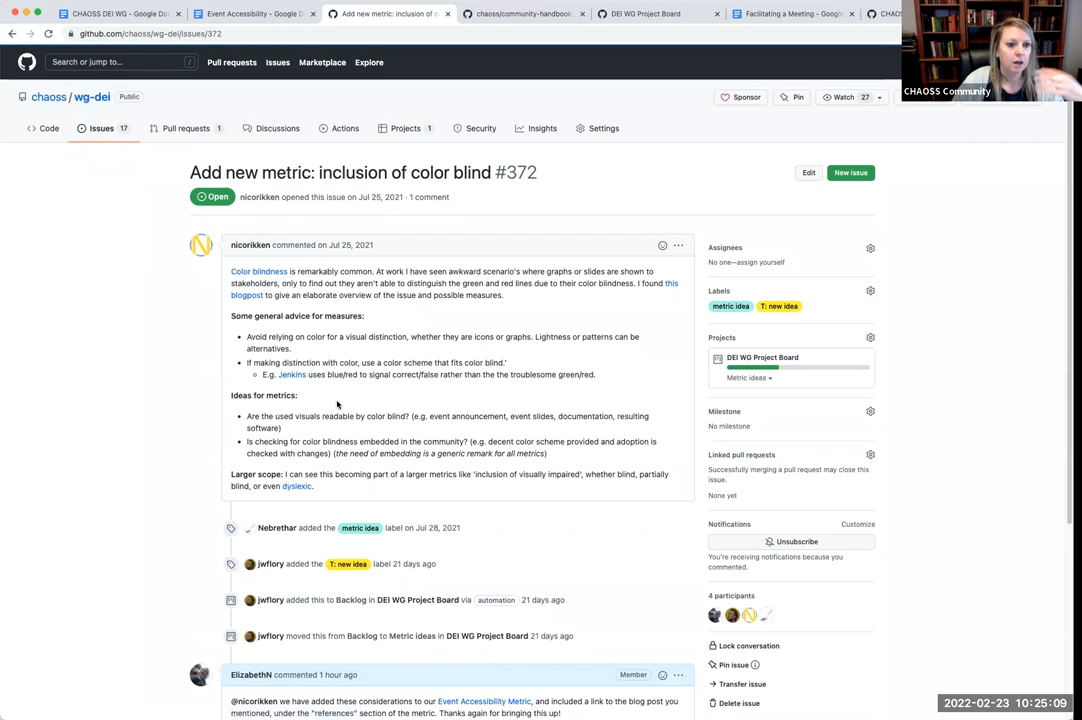 CHAOSS DEI WG - Google Doc
Event Accessibility - Google D
Add new metric: inclusion of c
chaoss/community-handbook
DEI WG Project Board
Facilitating a Meeting - Google
CHAOS
github.com/chaoss/wg-dei/issues/372
Search or jump to...
/
Pull requests
Issues
Marketplace
Explore
CHAOSS Community
chaoss / wg-dei
Public
Sponsor
Pin
Watch 27
Code
Issues 17
Pull requests 1
Discussions
Actions
Projects 1
Security
Insights
Settings
Add new metric: inclusion of color blind #372
Edit
New issue
Open
nicorikken opened this issue on Jul 25, 2021 · 1 comment
nicorikken commented on Jul 25, 2021
Color blindness is remarkably common. At work I have seen awkward scenario's where graphs or slides are shown to
stakeholders, only to find out they aren't able to distinguish the green and red lines due to their color blindness. I found this
blogpost to give an elaborate overview of the issue and possible measures.
Some general advice for measures:
• Avoid relying on color for a visual distinction, whether they are icons or graphs. Lightness or patterns can be
alternatives.
• If making distinction with color, use a color scheme that fits color blind.'
◦ E.g. Jenkins uses blue/red to signal correct/false rather than the the troublesome green/red.
Ideas for metrics:
• Are the used visuals readable by color blind? (e.g. event announcement, event slides, documentation, resulting
software)
• Is checking for color blindness embedded in the community? (e.g. decent color scheme provided and adoption is
checked with changes) (the need of embedding is a generic remark for all metrics)
Larger scope: I can see this becoming part of a larger metrics like 'inclusion of visually impaired', whether blind, partially
blind, or even dyslexic.
Nebrethar added the metric idea label on Jul 28, 2021
jwflory added the T: new idea label 21 days ago
jwflory added this to Backlog in DEI WG Project Board via automation 21 days ago
jwflory moved this from Backlog to Metric ideas in DEI WG Project Board 21 days ago
ElizabethN commented 1 hour ago
Member
@nicorikken we have added these considerations to our Event Accessibility Metric, and included a link to the blog post you
mentioned, under the "references" section of the metric. Thanks again for bringing this up!
Assignees
No one—assign yourself
Labels
metric idea
T: new idea
Projects
DEI WG Project Board
Metric ideas
Milestone
No milestone
Linked pull requests
Successfully merging a pull request may close this
issue.
None yet
Notifications
Customize
Unsubscribe
You're receiving notifications because you
commented.
4 participants
Lock conversation
Pin issue
Transfer issue
Delete issue
2022-02-23 10:25:09